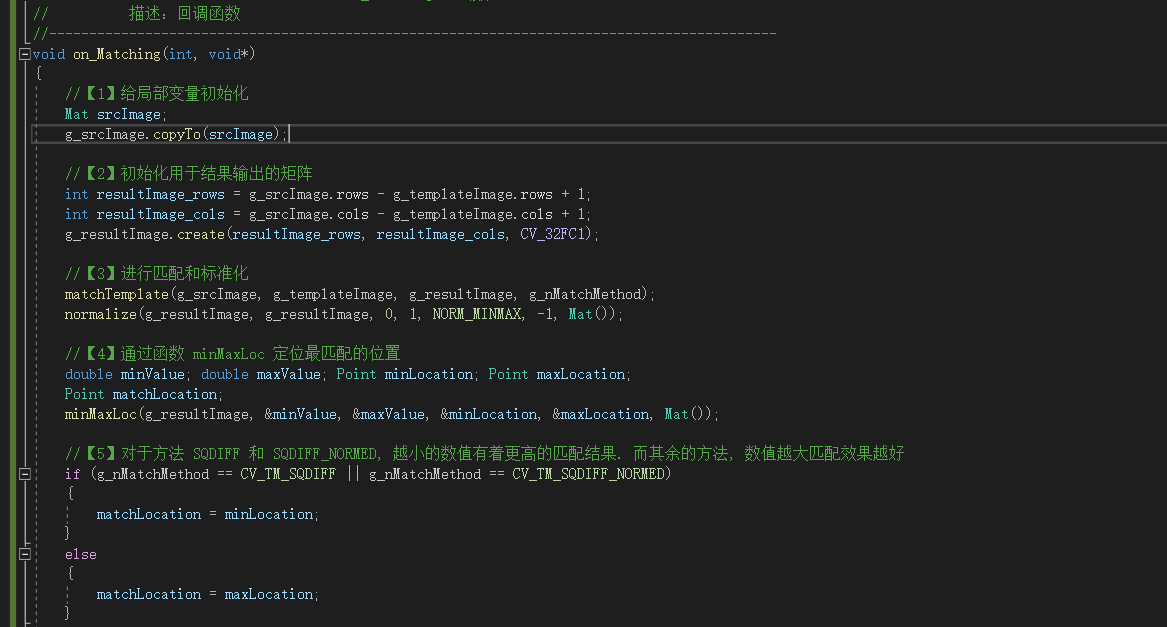 //          描述：回调函数
//-------------------------------------------------------------------------------------------
void on_Matching(int, void*)
{
    //【1】给局部变量初始化
    Mat srcImage;
    g_srcImage.copyTo(srcImage);
    //【2】初始化用于结果输出的矩阵
    int resultImage_rows = g_srcImage.rows - g_templateImage.rows + 1;
    int resultImage_cols = g_srcImage.cols - g_templateImage.cols + 1;
    g_resultImage.create(resultImage_rows, resultImage_cols, CV_32FC1);
    //【3】进行匹配和标准化
    matchTemplate(g_srcImage, g_templateImage, g_resultImage, g_nMatchMethod);
    normalize(g_resultImage, g_resultImage, 0, 1, NORM_MINMAX, -1, Mat());
    //【4】通过函数 minMaxLoc 定位最匹配的位置
    double minValue; double maxValue; Point minLocation; Point maxLocation;
    Point matchLocation;
    minMaxLoc(g_resultImage, &minValue, &maxValue, &minLocation, &maxLocation, Mat());
    //【5】对于方法 SQDIFF 和 SQDIFF_NORMED, 越小的数值有着更高的匹配结果. 而其余的方法, 数值越大匹配效果越好
    if (g_nMatchMethod == CV_TM_SQDIFF || g_nMatchMethod == CV_TM_SQDIFF_NORMED)
    {
        matchLocation = minLocation;
    }
    else
    {
        matchLocation = maxLocation;
    }